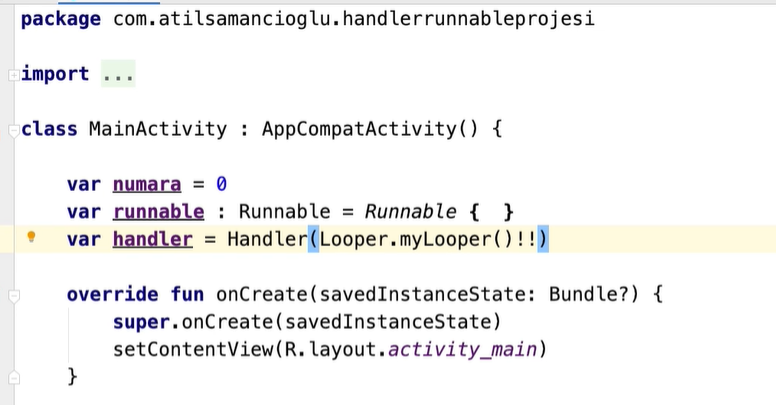 package com.atilsamancioglu.handlerrunnableprojesi
import ...
class MainActivity : AppCompatActivity() {
var numara = 0
var runnable : Runnable = Runnable {  }
var handler = Handler(Looper.myLooper()!!)
override fun onCreate(savedInstanceState: Bundle?) {
super.onCreate(savedInstanceState)
setContentView(R.layout.activity_main)
}